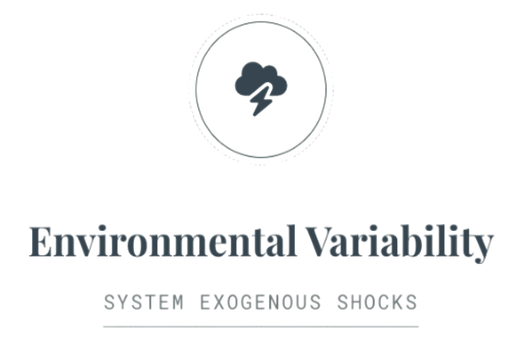 Environmental Variability
SYSTEM EXOGENOUS SHOCKS